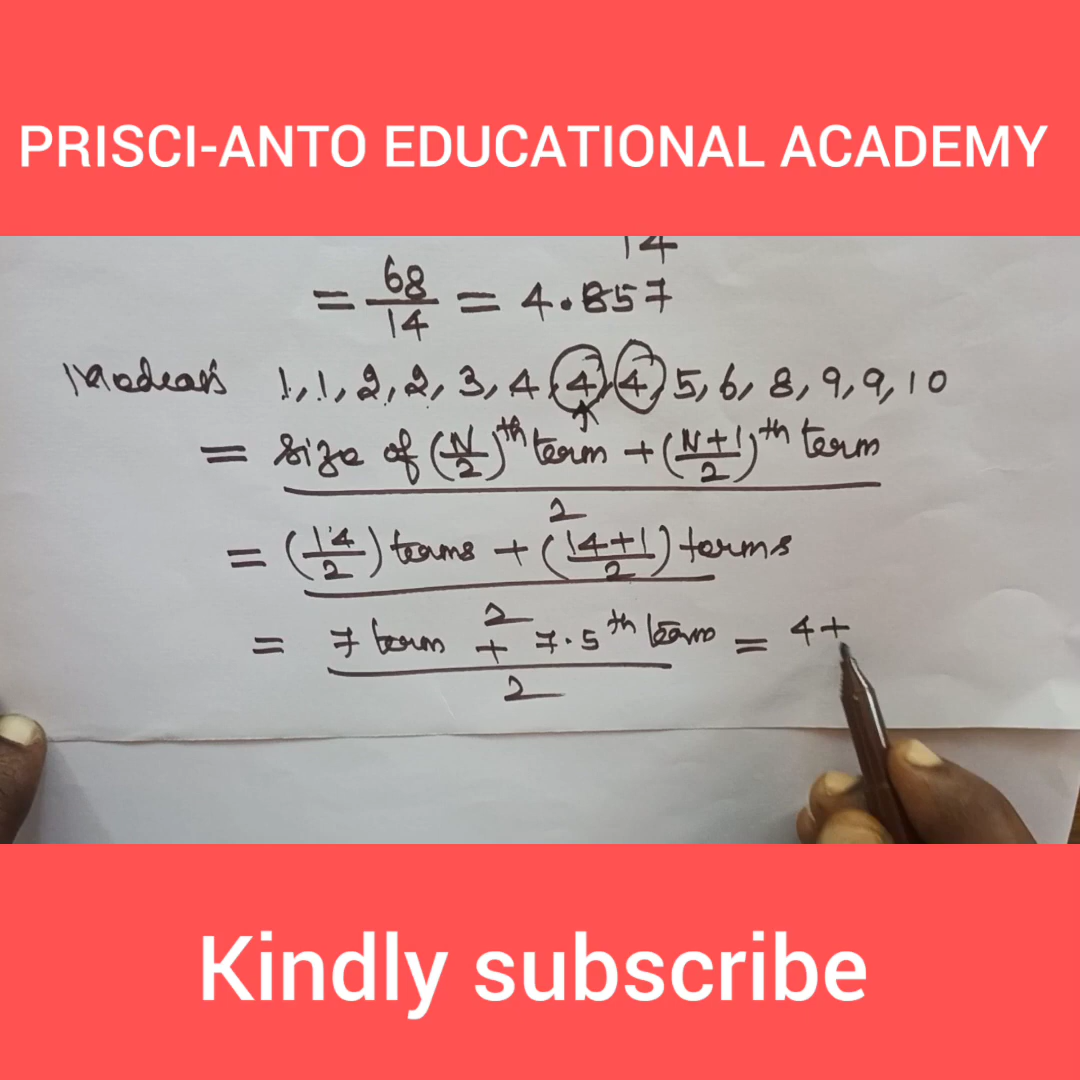 PRISCI-ANTO EDUCATIONAL ACADEMY
14
= 68/14 = 4.857
Median 1,1,2,2,3,4,4,4,5,6,8,9,9,10
= Size of (N/2)th term + (N+1/2)th term
2
= (14/2) terms + (14+1/2) terms
2
= 7 term + 7.5th term = 4+
2
Kindly subscribe